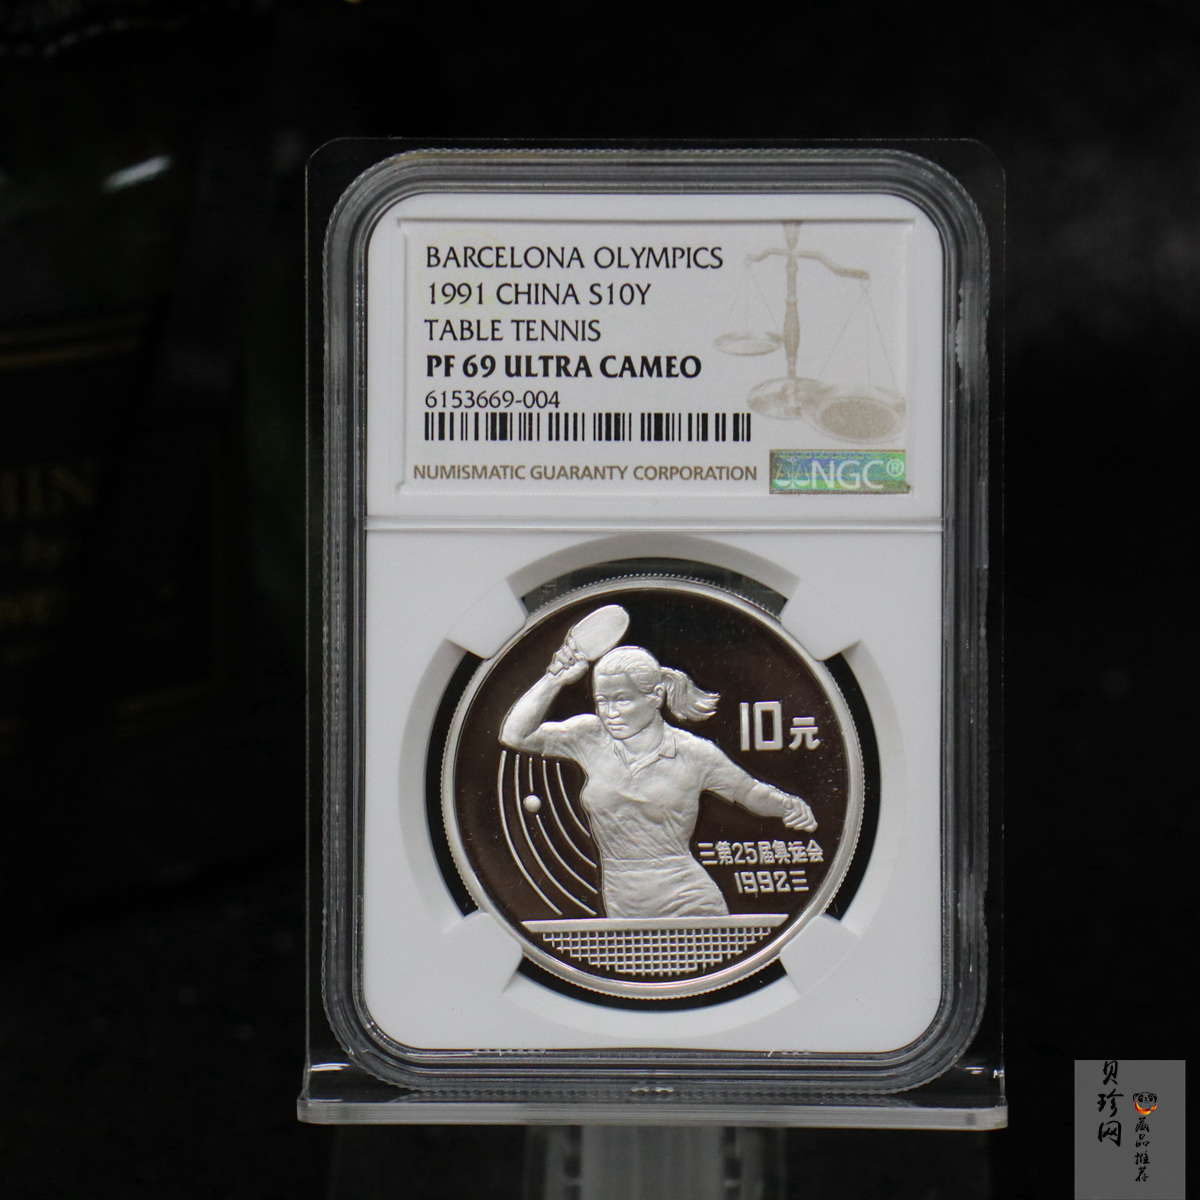 BARCELONA OLYMPICS
1991 CHINA S10Y
TABLE TENNIS
PF 69 ULTRA CAMEO
6153669-004
NUMISMATIC GUARANTY CORPORATION
NGC®
10元
三第25届奥运会
1992三
贝珍网
藏品推荐